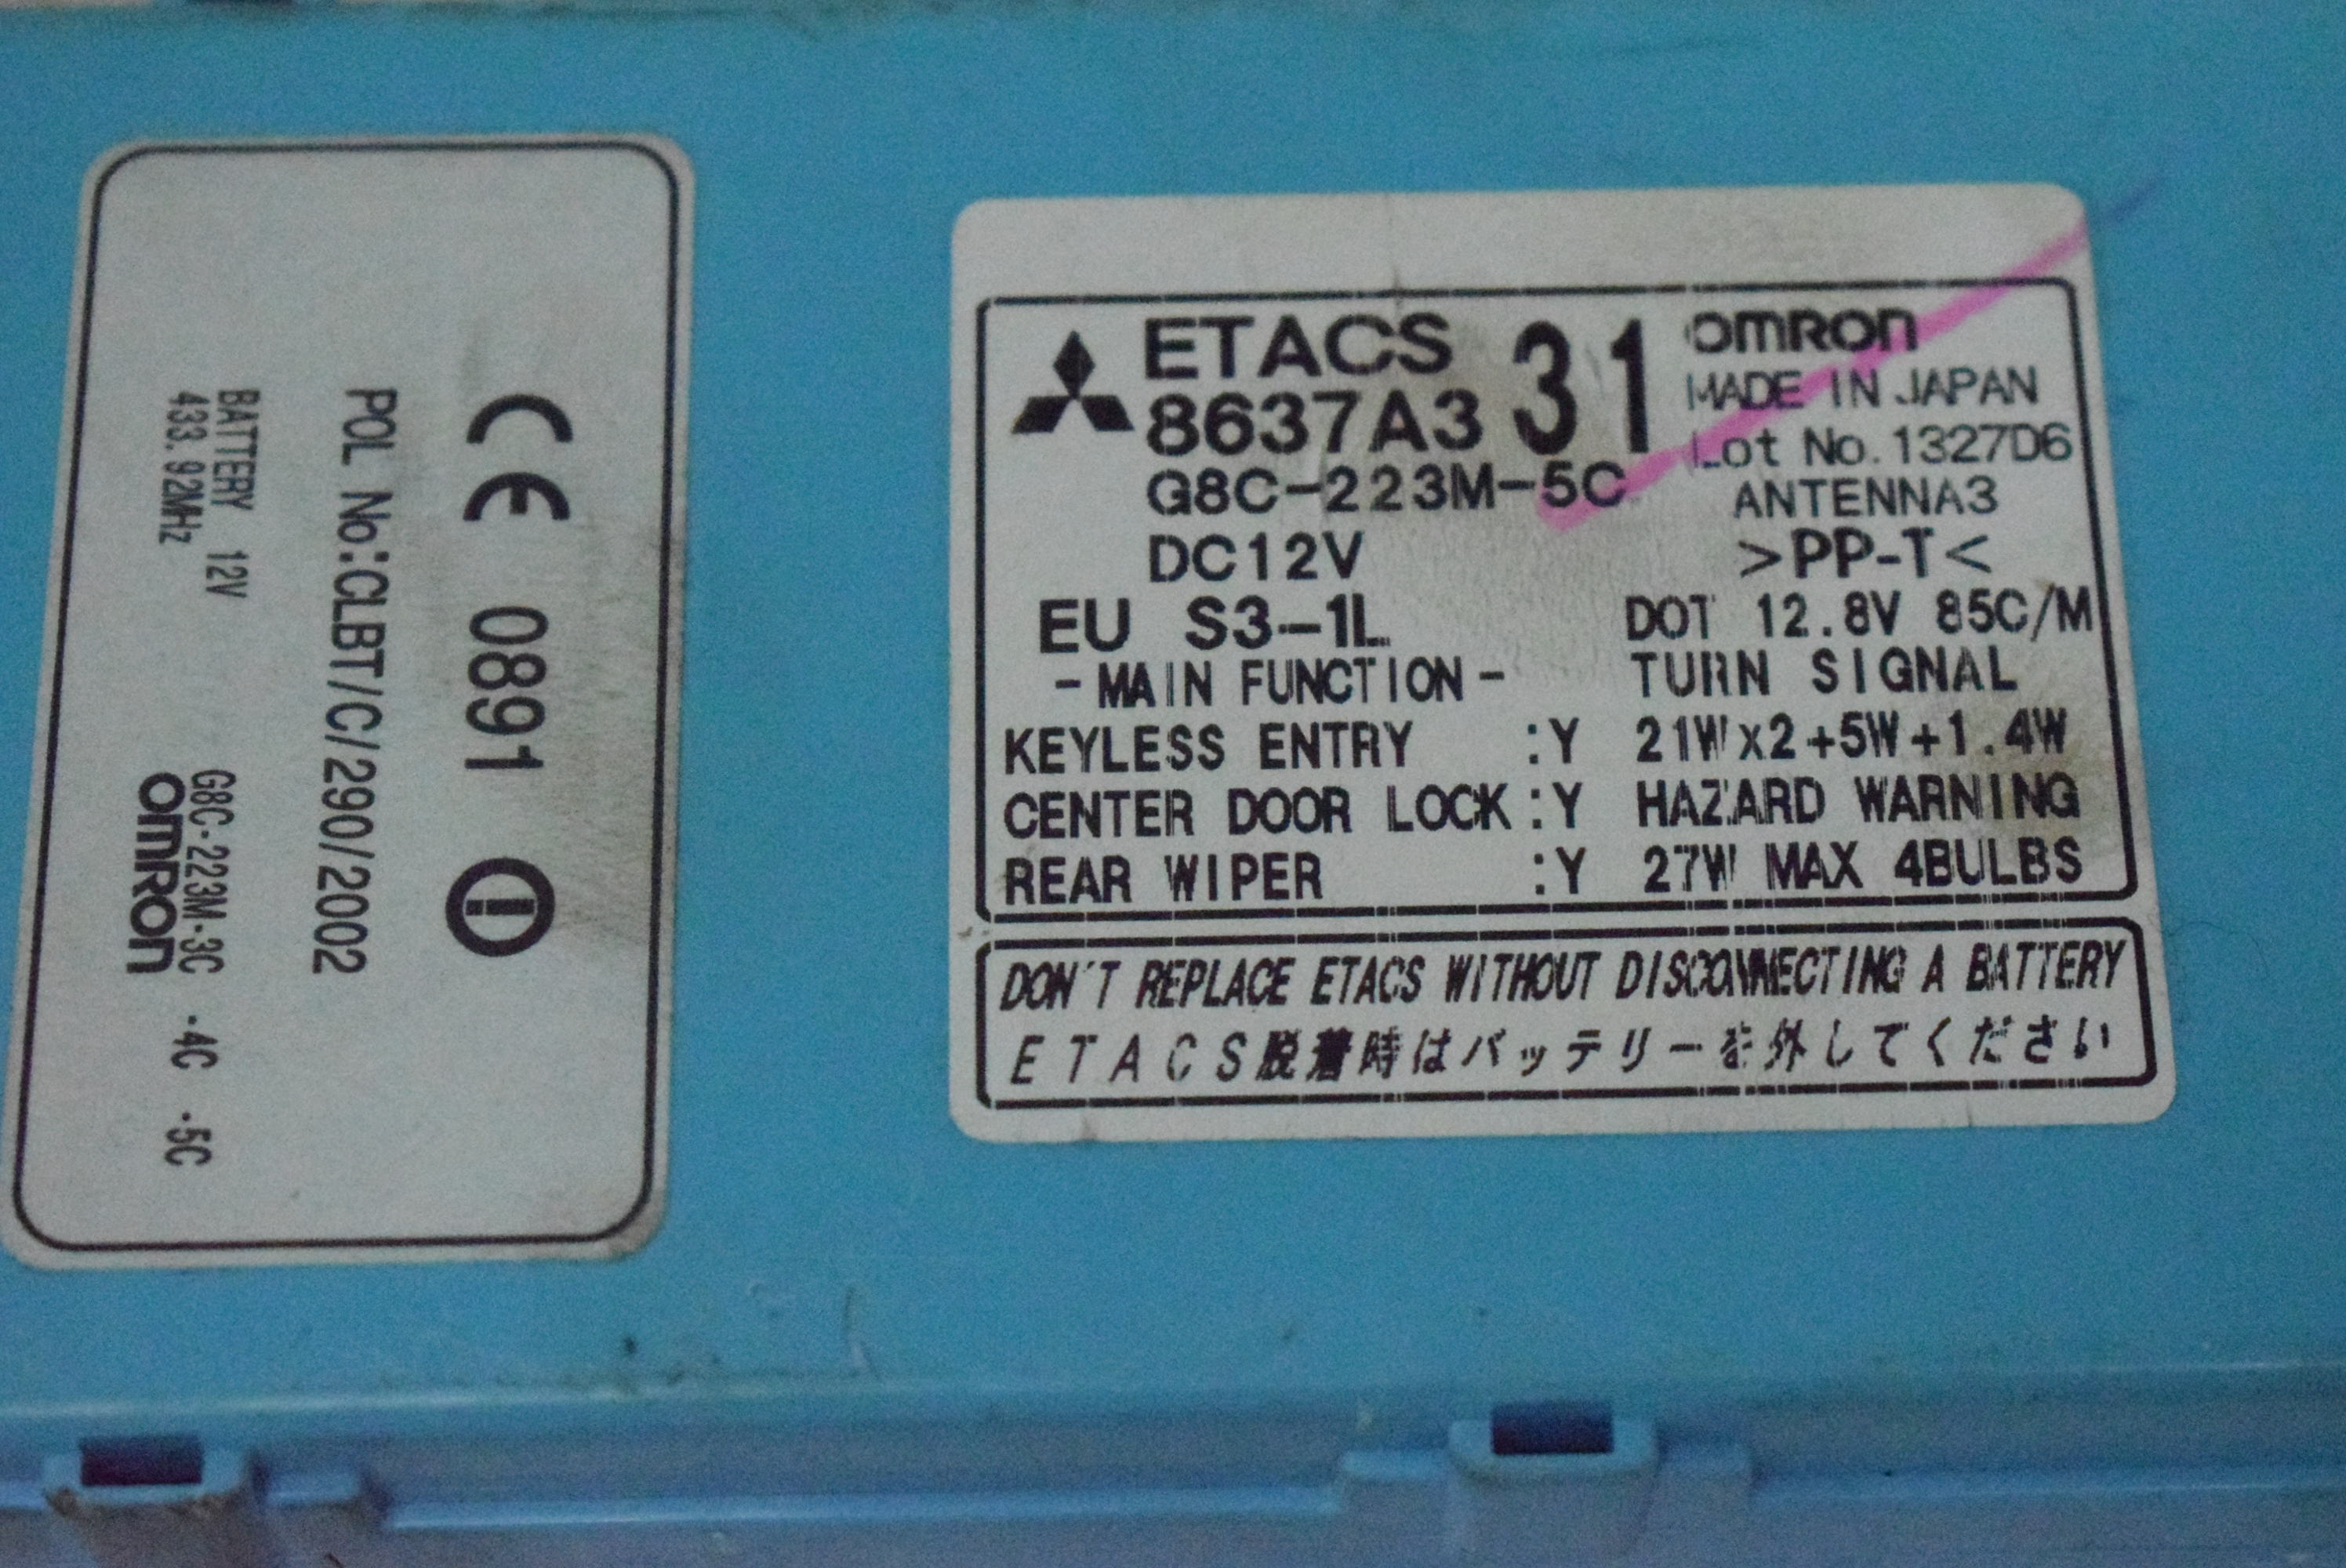 CE 0891
POL No:CLBT/C/290/2002
BATTERY 12V G8C-223M-3C -4C -5C
433.92MHz omron
ETACS
8637A331
G8C-223M-5C
DC12V
EU S3-1L
-MAIN FUNCTION-
KEYLESS ENTRY :Y
CENTER DOOR LOCK:Y
REAR WIPER :Y
omron
MADE IN JAPAN
Lot No.1327D6
ANTENNA3
>PP-T<
DOT 12.8V 85C/M
TURN SIGNAL
21Wx2+5W+1.4W
HAZARD WARNING
27W MAX 4BULBS
DON'T REPLACE ETACS WITHOUT DISCONNECTING A BATTERY
ETACS脱着時はバッテリーを外してください